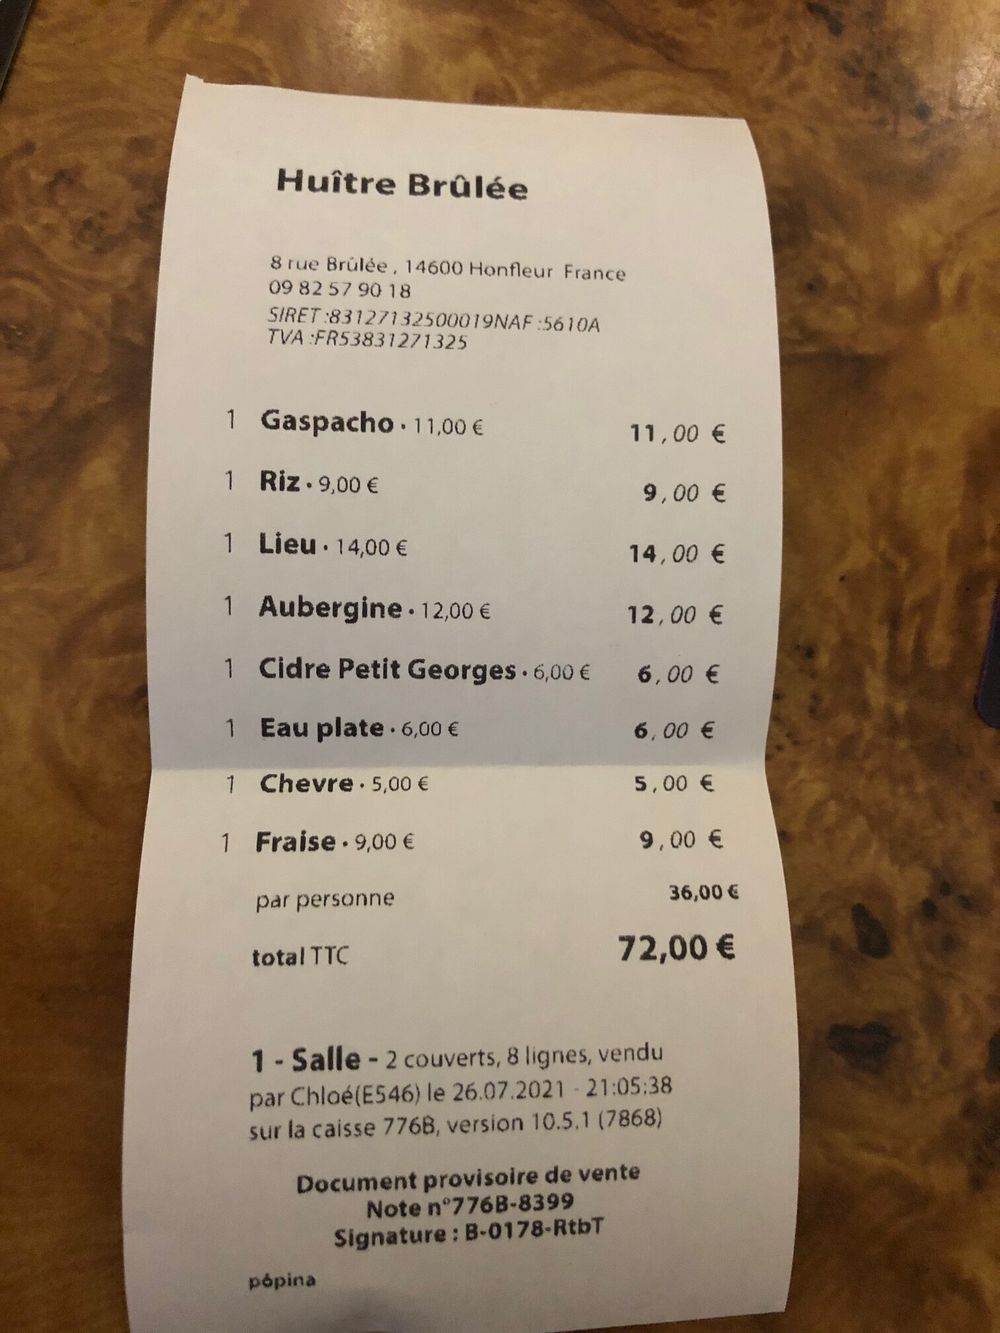 Huître Brûlée
8 rue Brûlée , 14600 Honfleur France
09 82 57 90 18
SIRET :83127132500019NAF :5610A
TVA :FR53831271325
1 Gaspacho · 11,00 € 11,00 €
1 Riz · 9,00 € 9,00 €
1 Lieu · 14,00 € 14,00 €
1 Aubergine · 12,00 € 12,00 €
1 Cidre Petit Georges · 6,00 € 6,00 €
1 Eau plate · 6,00 € 6,00 €
1 Chevre · 5,00 € 5,00 €
1 Fraise · 9,00 € 9,00 €
par personne 36,00 €
total TTC 72,00 €
1 - Salle - 2 couverts, 8 lignes, vendu
par Chloé(E546) le 26.07.2021 - 21:05:38
sur la caisse 776B, version 10.5.1 (7868)
Document provisoire de vente
Note n°776B-8399
Signature : B-0178-RtbT
pópina